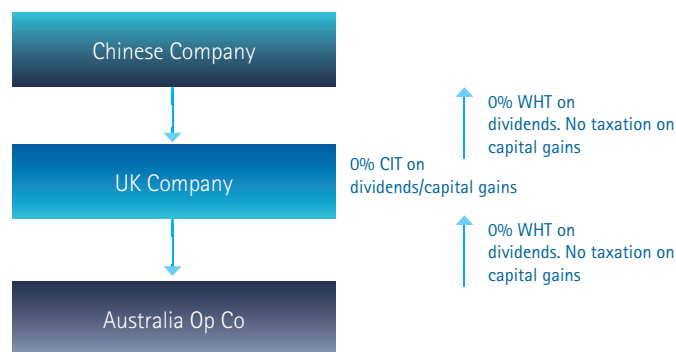 Chinese Company
0% WHT on
dividends. No taxation on
capital gains
UK Company
0% CIT on
dividends/capital gains
0% WHT on
dividends. No taxation on
capital gains
Australia Op Co